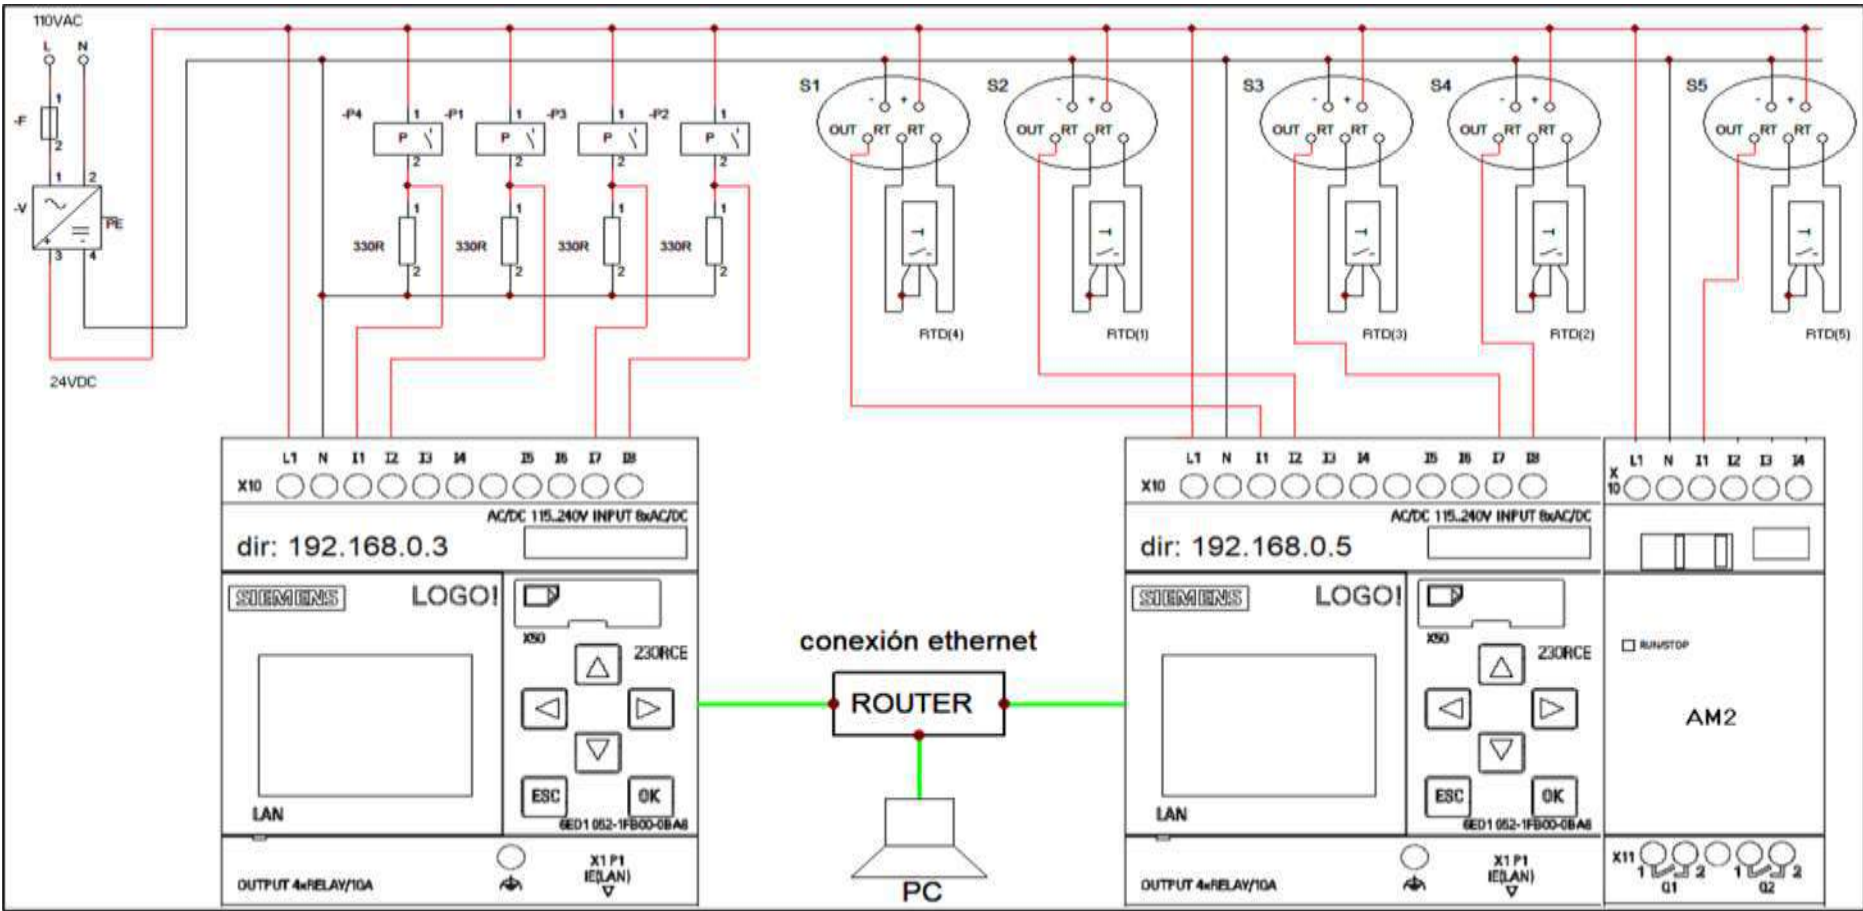 110VAC
L N
1
-F
2
1 2
-V
PE
+ -
3 4
24VDC
-P4 1 -P1 1 -P3 1 -P2 1
P P P P
2 2 2 2
1 1 1 1
330R 330R 330R 330R
2 2 2 2
S1 - +
OUT RT RT
T
RTD(4)
S2 - +
OUT RT RT
T
RTD(1)
S3 - +
OUT RT RT
T
RTD(3)
S4 - +
OUT RT RT
T
RTD(2)
S5 - +
OUT RT RT
T
RTD(5)
L1 N I1 I2 I3 I4 I5 I6 I7 I8
X10
AC/DC 115..240V INPUT 8xAC/DC
dir: 192.168.0.3
SIEMENS LOGO!
X50
230RCE
ESC OK
LAN
6ED1 052-1FB00-0BA8
X1 P1
IE(LAN)
OUTPUT 4xRELAY/10A
conexión ethernet
ROUTER
PC
L1 N I1 I2 I3 I4 I5 I6 I7 I8
X10
AC/DC 115..240V INPUT 8xAC/DC
dir: 192.168.0.5
SIEMENS LOGO!
X50
230RCE
ESC OK
LAN
6ED1 052-1FB00-0BA8
X1 P1
IE(LAN)
OUTPUT 4xRELAY/10A
L1 N I1 I2 I3 I4
X
10
RUN/STOP
AM2
X11
1 2 1 2
Q1 Q2